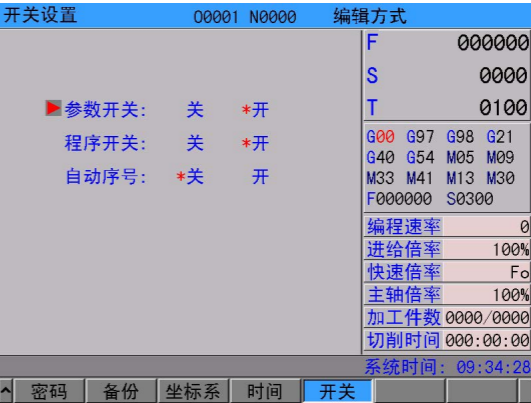 开关设置 O0001 N0000 编辑方式
F 000000
S 0000
T 0100
参数开关: 关 *开
程序开关: 关 *开
自动序号: *关 开
G00 G97 G98 G21
G40 G54 M05 M09
M33 M41 M13 M30
F000000 S0300
编程速率 0
进给倍率 100%
快速倍率 Fo
主轴倍率 100%
加工件数 0000/0000
切削时间 000:00:00
系统时间: 09:34:28
密码 备份 坐标系 时间 开关